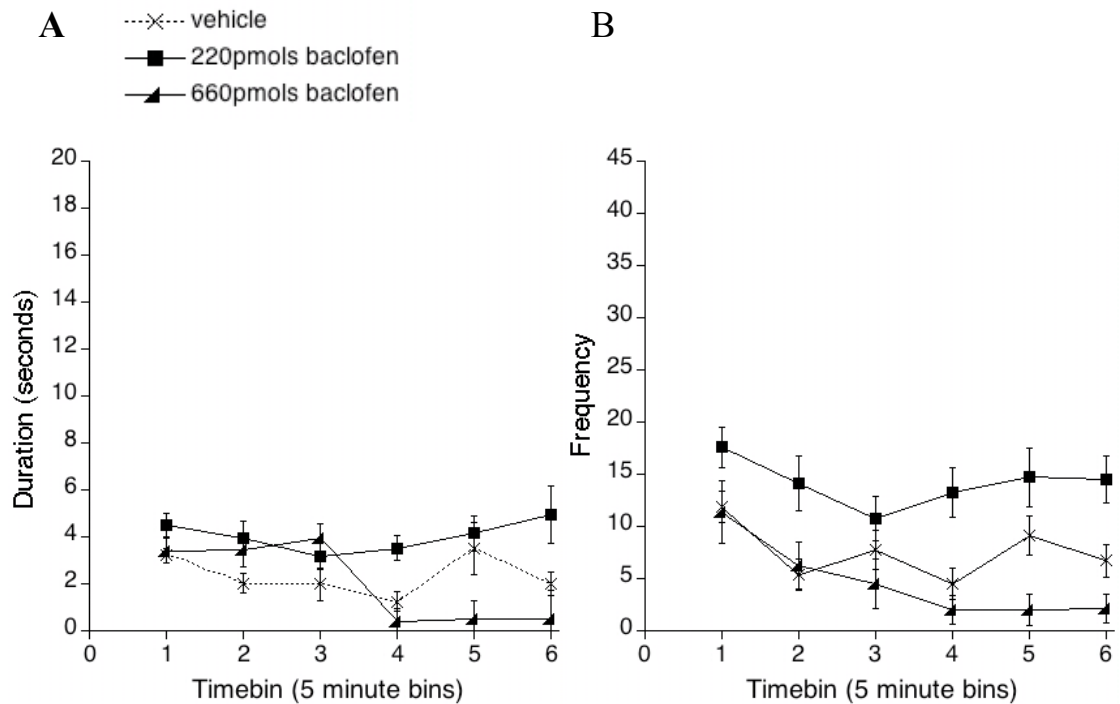 A
vehicle
220pmols baclofen
660pmols baclofen
B
20
18
16
14
12
10
8
6
4
2
0
Duration (seconds)
0 1 2 3 4 5 6
Timebin (5 minute bins)
45
40
35
30
25
20
15
10
5
0
Frequency
0 1 2 3 4 5 6
Timebin (5 minute bins)